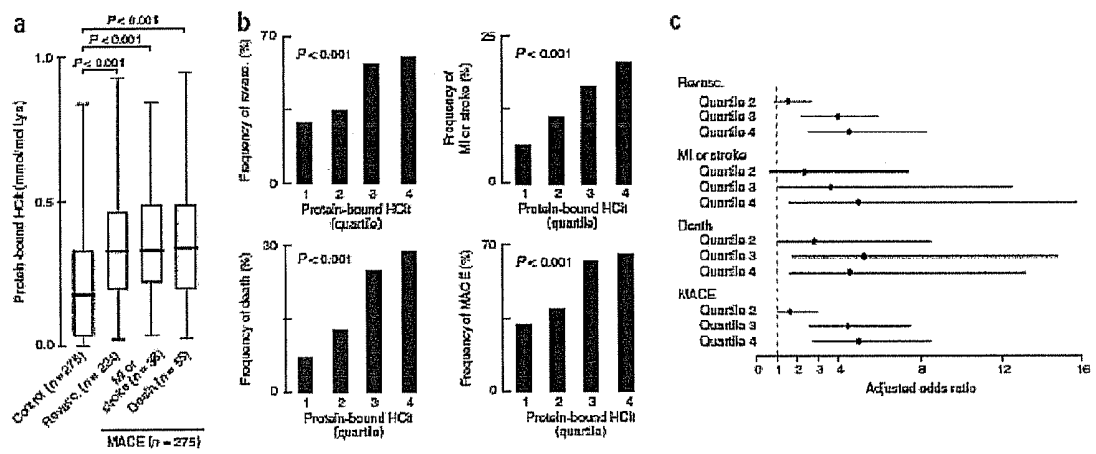 a
P < 0.001
P < 0.001
P < 0.001
1.0
0.5
0.0
Protein-bound HCit (mmol/mol Lys)
Control (n = 275)
Revasc. (n = 234)
MI or
stroke (n =
Death (n = 55)
MACE (n = 275)
b
70
0
Frequency of revasc. (%)
P < 0.001
1 2 3 4
Protein-bound HCit
(quartile)
25
0
Frequency of
MI or stroke (%)
P < 0.001
1 2 3 4
Protein-bound HCit
(quartile)
30
0
Frequency of death (%)
P < 0.001
1 2 3 4
Protein-bound HCit
(quartile)
70
0
Frequency of MACE (%)
P < 0.001
1 2 3 4
Protein-bound HCit
(quartile)
c
Revasc.
Quartile 2
Quartile 3
Quartile 4
MI or stroke
Quartile 2
Quartile 3
Quartile 4
Death
Quartile 2
Quartile 3
Quartile 4
MACE
Quartile 2
Quartile 3
Quartile 4
0 1 2 4 8 12 16
Adjusted odds ratio